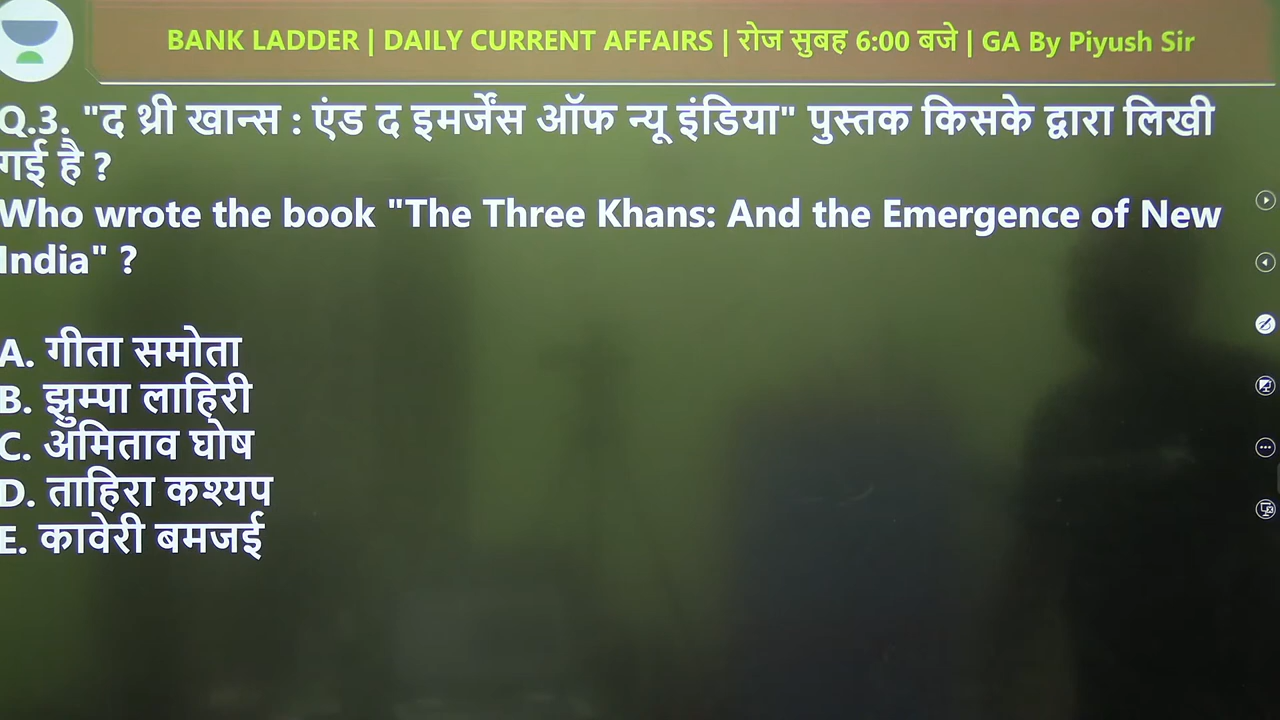 BANK LADDER | DAILY CURRENT AFFAIRS | रोज सुबह 6:00 बजे | GA By Piyush Sir
Q.3. "द थ्री खान्स : एंड द इमर्जेंस ऑफ न्यू इंडिया" पुस्तक किसके द्वारा लिखी
गई है ?
Who wrote the book "The Three Khans: And the Emergence of New
India" ?
A. गीता समोता
B. झुम्पा लाहिरी
C. अमिताव घोष
D. ताहिरा कश्यप
E. कावेरी बमजई